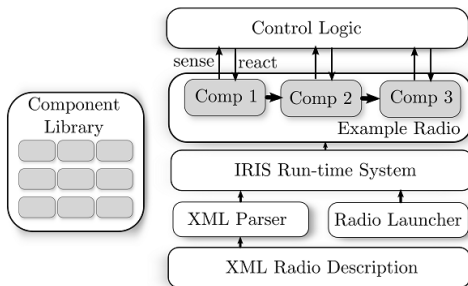 Control Logic
sense
react
Comp 1
Comp 2
Comp 3
Example Radio
Component
Library
IRIS Run-time System
XML Parser
Radio Launcher
XML Radio Description